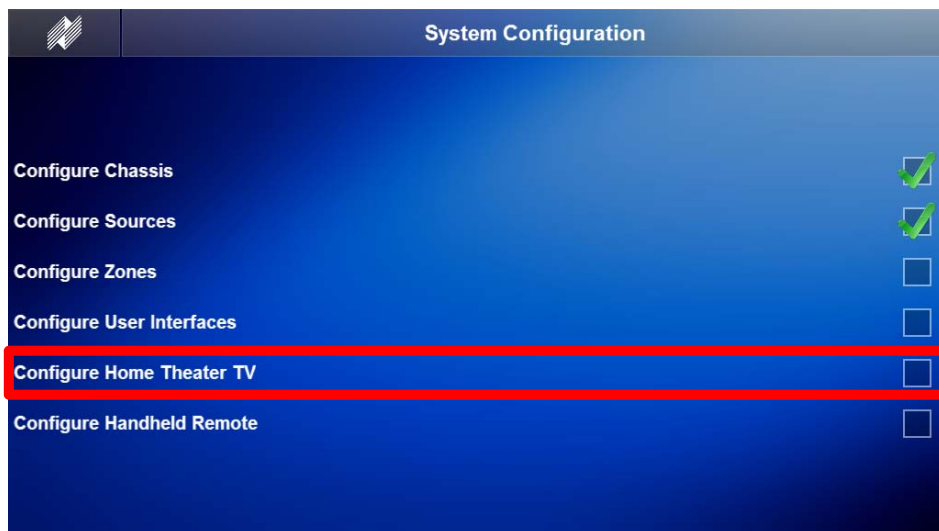 System Configuration
Configure Chassis
Configure Sources
Configure Zones
Configure User Interfaces
Configure Home Theater TV
Configure Handheld Remote